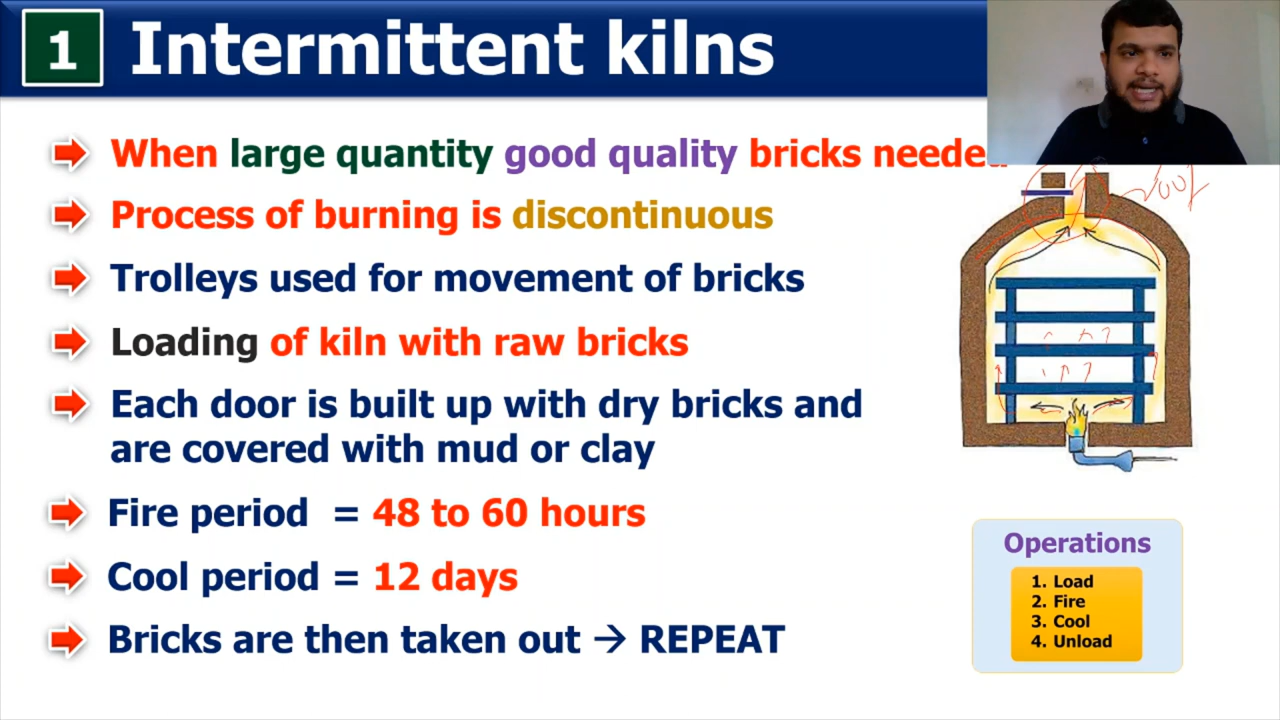 1 Intermittent kilns
When large quantity good quality bricks needed
Process of burning is discontinuous
Trolleys used for movement of bricks
Loading of kiln with raw bricks
Each door is built up with dry bricks and
are covered with mud or clay
Fire period = 48 to 60 hours
Cool period = 12 days
Bricks are then taken out → REPEAT
Operations
1. Load
2. Fire
3. Cool
4. Unload